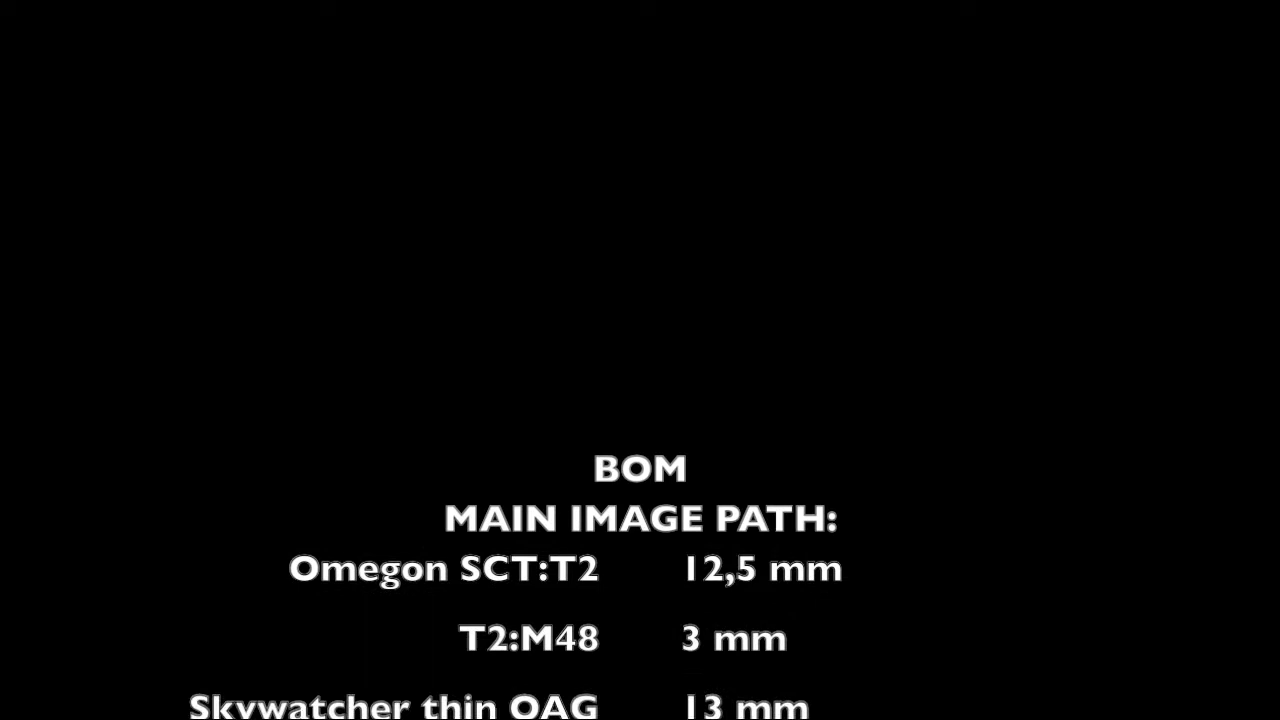 BOM
MAIN IMAGE PATH:
Omegon SCT:T2 12,5 mm
T2:M48 3 mm
Skywatcher thin OAG 13 mm